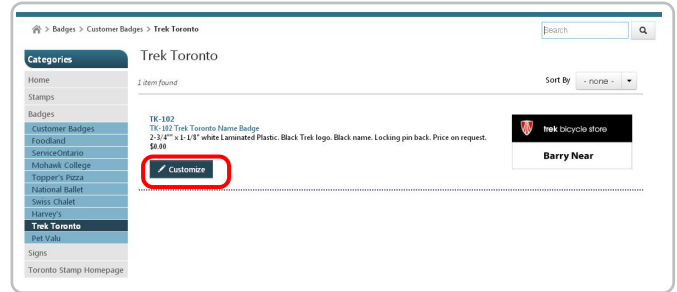 > Badges > Customer Badges > Trek Toronto
Search
Categories
Home
Stamps
Badges
Customer Badges
Foodland
ServiceOntario
Mohawk College
Topper's Pizza
National Ballet
Swiss Chalet
Harvey's
Trek Toronto
Pet Valu
Signs
Toronto Stamp Homepage
Trek Toronto
1 item found
Sort By - none -
TK-102
TK-102 Trek Toronto Name Badge
2-3/4"" x 1-1/8" white Laminated Plastic. Black Trek logo. Black name. Locking pin back. Price on request.
$0.00
Customize
trek bicycle store
Barry Near